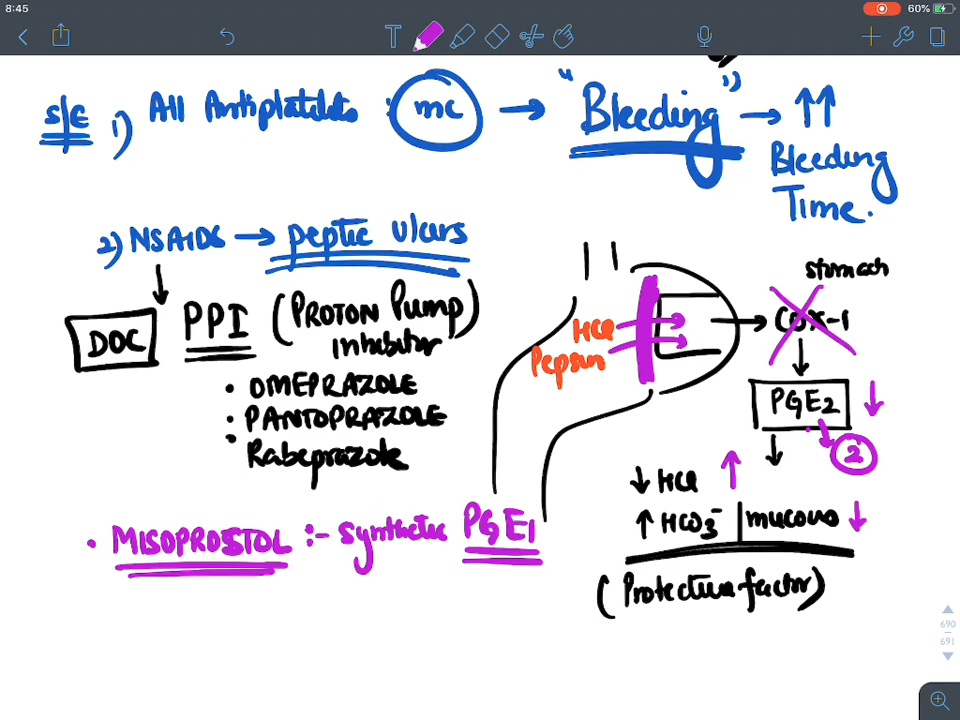 8:45
60%
T
s/E 1) All Antiplatelets : mc → "Bleeding" → ↑↑
Bleeding
Time.
2) NSAIDS → peptic ulcers
DOC PPI (PROTON Pump)
Inhibitor
• OMEPRAZOLE
• PANTOPRAZOLE
• Rabeprazole
• MISOPROSTOL :- synthetic PGE1
stomach
HCl
Pepsin
→ COX-1
↓
PGE2 ↓
↓ 2
↓ HCl ↑
↑ HCO3- | mucous ↓
(Protective factor)
690
691